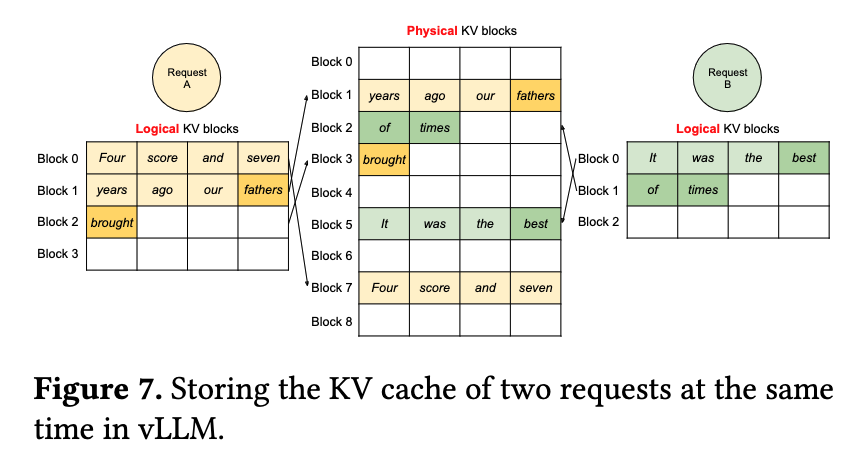 Physical KV blocks
Request
A
Request
B
Logical KV blocks
Logical KV blocks
Block 0
Block 1
Block 2
Block 3
Four score and seven
years ago our fathers
brought
Block 0
Block 1 years ago our fathers
Block 2 of times
Block 3 brought
Block 4
Block 5 It was the best
Block 6
Block 7 Four score and seven
Block 8
Block 0 It was the best
Block 1 of times
Block 2
Figure 7. Storing the KV cache of two requests at the same
time in vLLM.